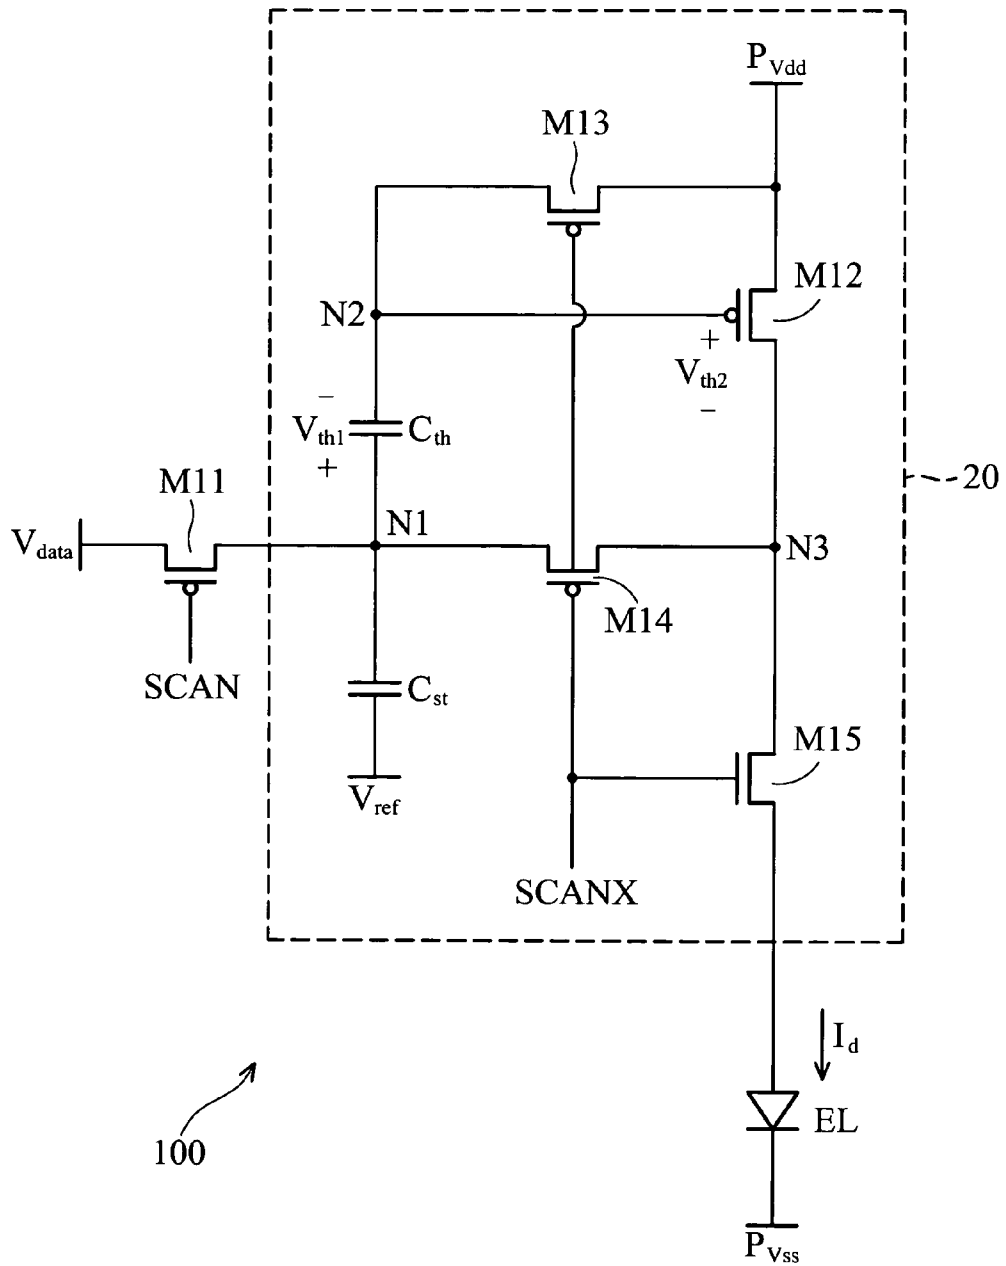 P_Vdd
M13
M12
N2
+
V_th2
–
–
V_th1
+
C_th
20
M11
N1
V_data
N3
M14
SCAN
C_st
M15
V_ref
SCANX
I_d
100
EL
P_Vss